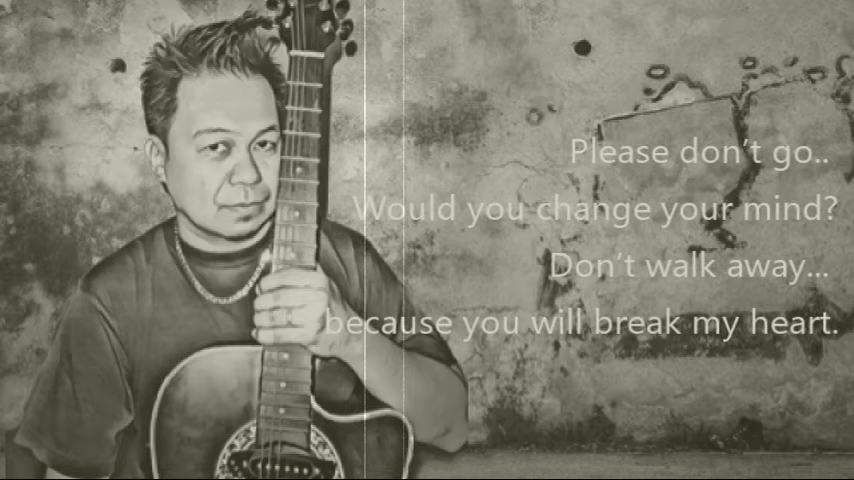 Please don't go..
Would you change your mind?
Don't walk away...
because you will break my heart.